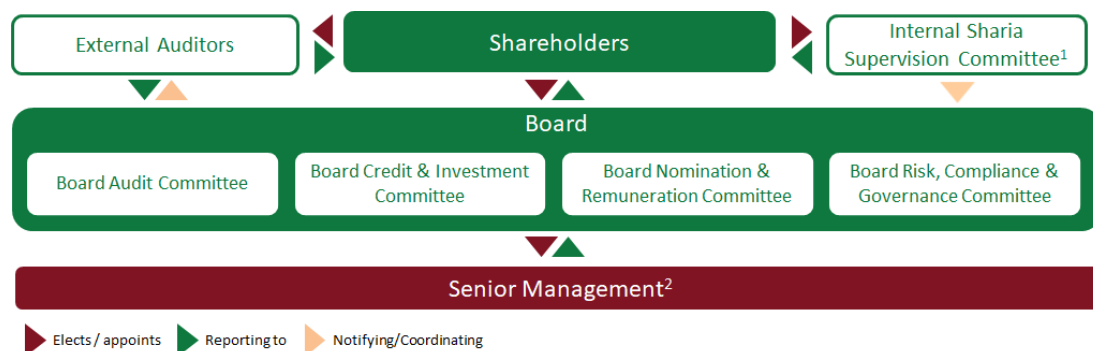 External Auditors
Shareholders
Internal Sharia
Supervision Committee¹
Board
Board Audit Committee
Board Credit & Investment
Committee
Board Nomination &
Remuneration Committee
Board Risk, Compliance &
Governance Committee
Senior Management²
Elects / appoints
Reporting to
Notifying/Coordinating